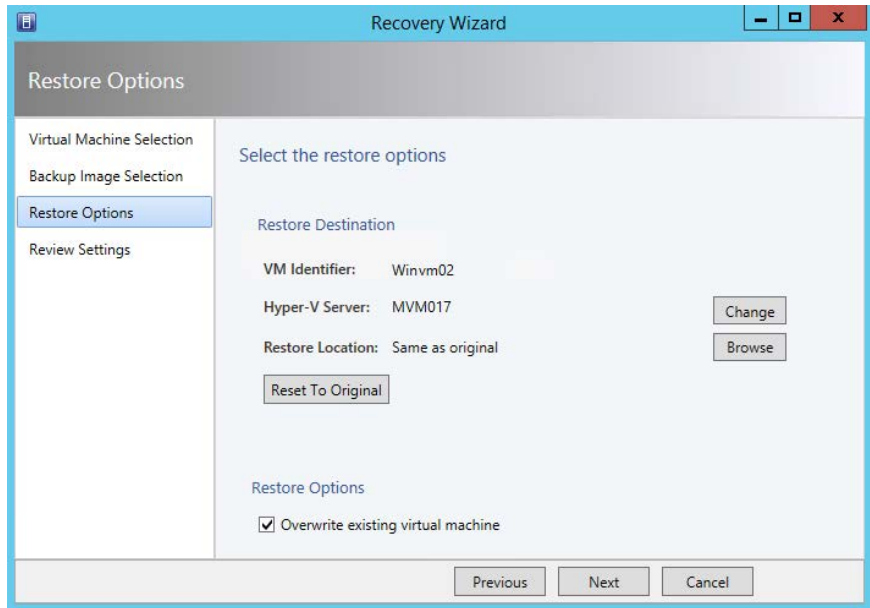 Recovery Wizard
Restore Options
Virtual Machine Selection
Backup Image Selection
Restore Options
Review Settings
Select the restore options
Restore Destination
VM Identifier: Winvm02
Hyper-V Server: MVM017 Change
Restore Location: Same as original Browse
Reset To Original
Restore Options
Overwrite existing virtual machine
Previous Next Cancel